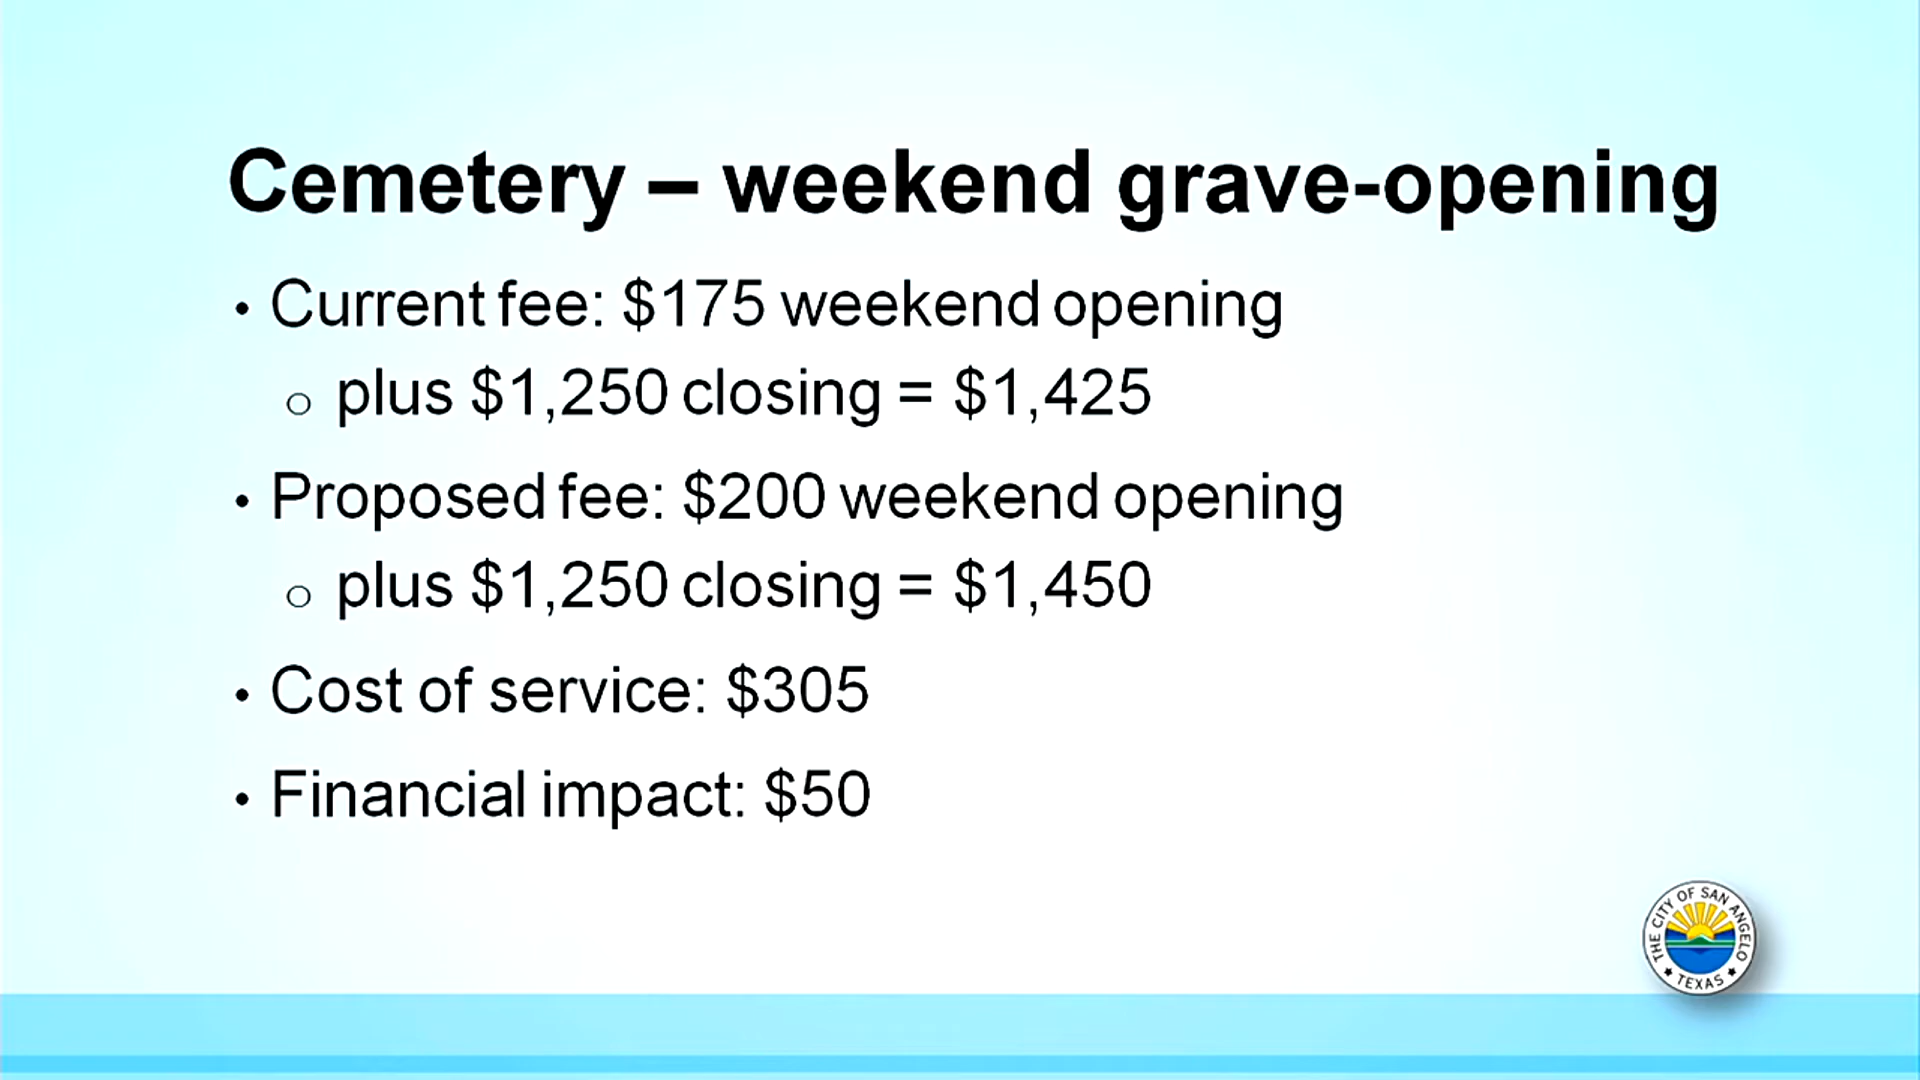 Cemetery – weekend grave-opening
• Current fee: $175 weekend opening
o plus $1,250 closing = $1,425
• Proposed fee: $200 weekend opening
o plus $1,250 closing = $1,450
• Cost of service: $305
• Financial impact: $50
THE CITY OF SAN ANGELO
★ TEXAS ★